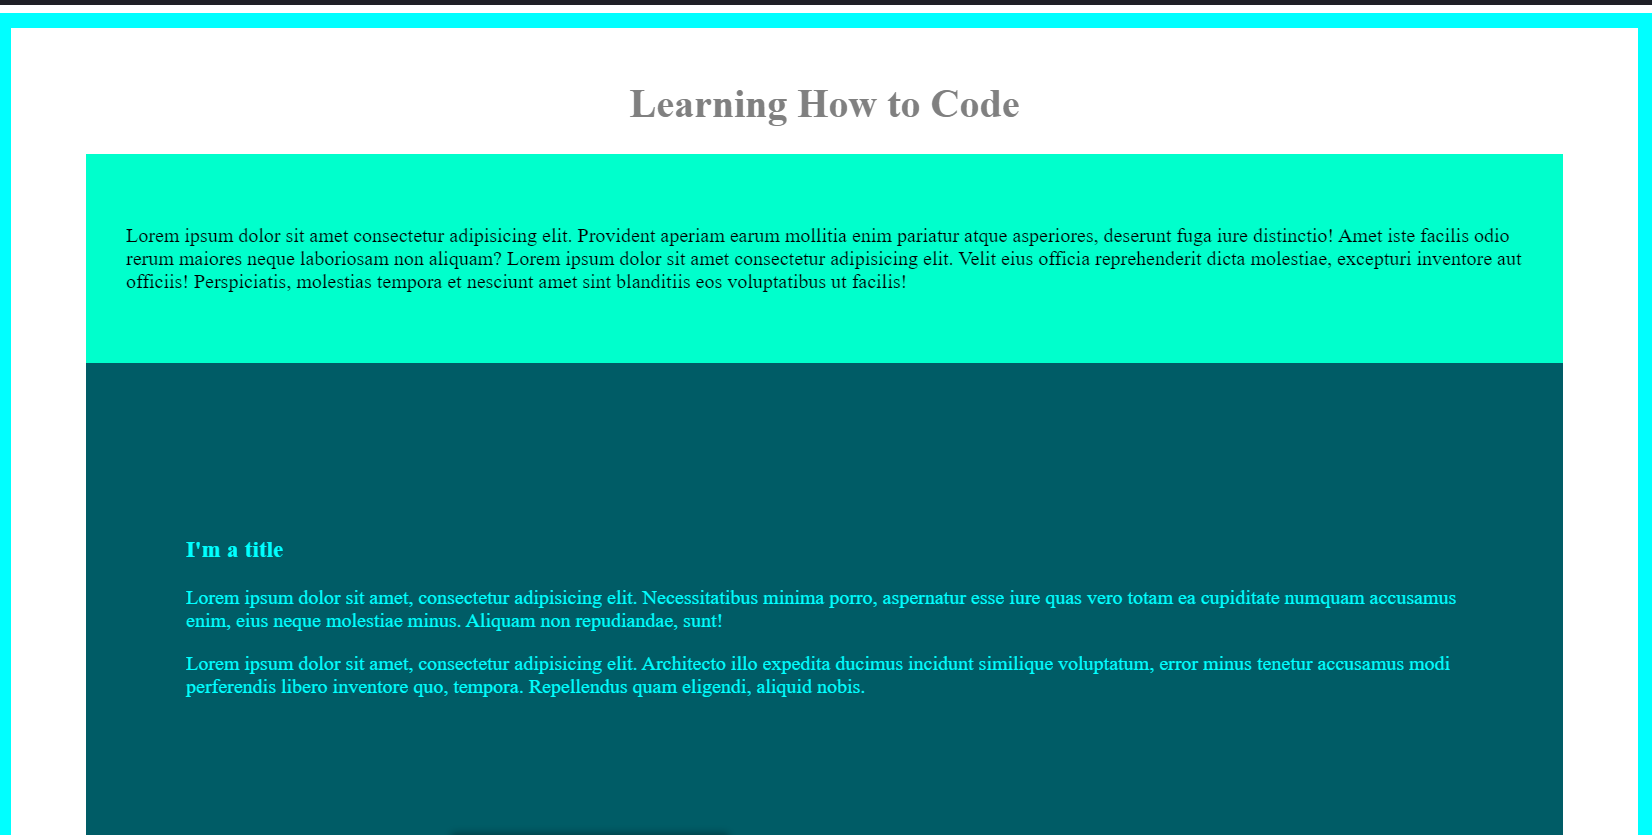 Learning How to Code
Lorem ipsum dolor sit amet consectetur adipisicing elit. Provident aperiam earum mollitia enim pariatur atque asperiores, deserunt fuga iure distinctio! Amet iste facilis odio
rerum maiores neque laboriosam non aliquam? Lorem ipsum dolor sit amet consectetur adipisicing elit. Velit eius officia reprehenderit dicta molestiae, excepturi inventore aut
officiis! Perspiciatis, molestias tempora et nesciunt amet sint blanditiis eos voluptatibus ut facilis!
I'm a title
Lorem ipsum dolor sit amet, consectetur adipisicing elit. Necessitatibus minima porro, aspernatur esse iure quas vero totam ea cupiditate numquam accusamus
enim, eius neque molestiae minus. Aliquam non repudiandae, sunt!
Lorem ipsum dolor sit amet, consectetur adipisicing elit. Architecto illo expedita ducimus incidunt similique voluptatum, error minus tenetur accusamus modi
perferendis libero inventore quo, tempora. Repellendus quam eligendi, aliquid nobis.